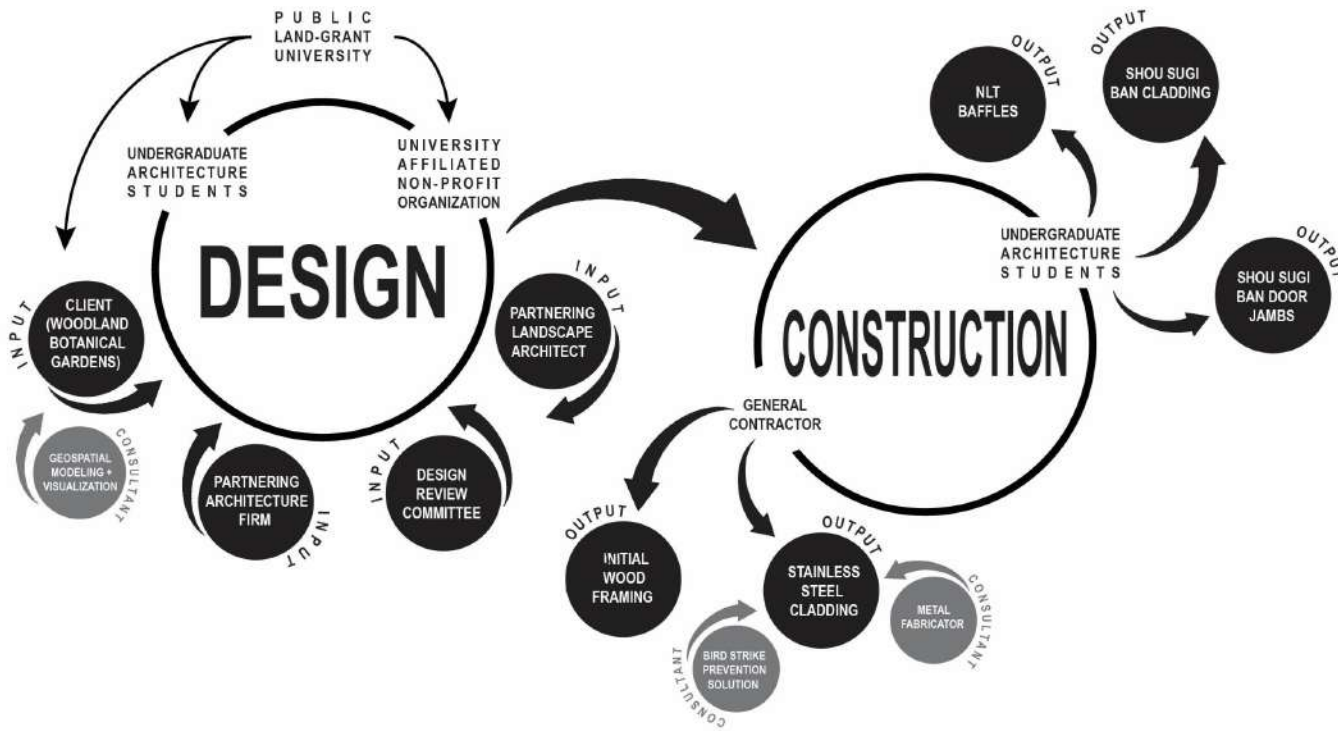 PUBLIC
LAND-GRANT
UNIVERSITY
UNDERGRADUATE
ARCHITECTURE
STUDENTS
UNIVERSITY
AFFILIATED
NON-PROFIT
ORGANIZATION
DESIGN
INPUT
CLIENT
(WOODLAND
BOTANICAL
GARDENS)
CONSULTANT
GEOSPATIAL
MODELING +
VISUALIZATION
PARTNERING
ARCHITECTURE
FIRM
INPUT
INPUT
DESIGN
REVIEW
COMMITTEE
INPUT
PARTNERING
LANDSCAPE
ARCHITECT
CONSTRUCTION
UNDERGRADUATE
ARCHITECTURE
STUDENTS
OUTPUT
NLT
BAFFLES
OUTPUT
SHOU SUGI
BAN CLADDING
OUTPUT
SHOU SUGI
BAN DOOR
JAMBS
GENERAL
CONTRACTOR
OUTPUT
INITIAL
WOOD
FRAMING
OUTPUT
STAINLESS
STEEL
CLADDING
CONSULTANT
BIRD STRIKE
PREVENTION
SOLUTION
CONSULTANT
METAL
FABRICATOR